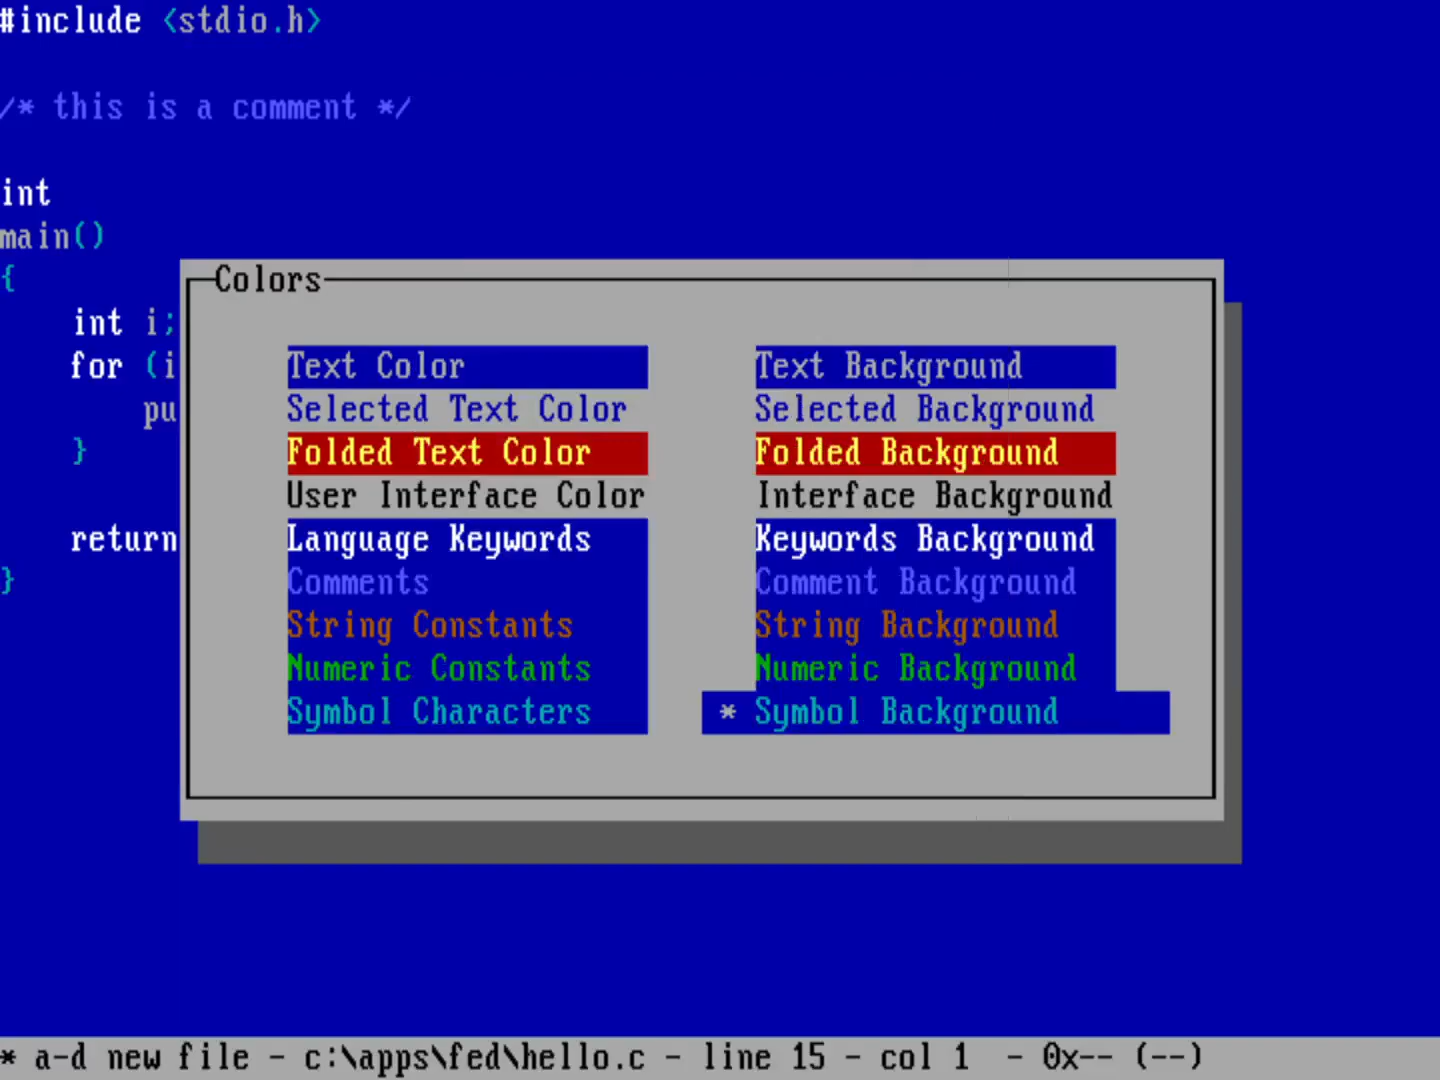 #include <stdio.h>
/* this is a comment */
int
main()
{
Colors
int i;
Text Color Text Background
for (i
Selected Text Color Selected Background
pu
Folded Text Color Folded Background
}
User Interface Color Interface Background
return
Language Keywords Keywords Background
}
Comments Comment Background
String Constants String Background
Numeric Constants Numeric Background
Symbol Characters * Symbol Background
* a-d new file - c:\apps\fed\hello.c - line 15 - col 1 - 0x-- (--)